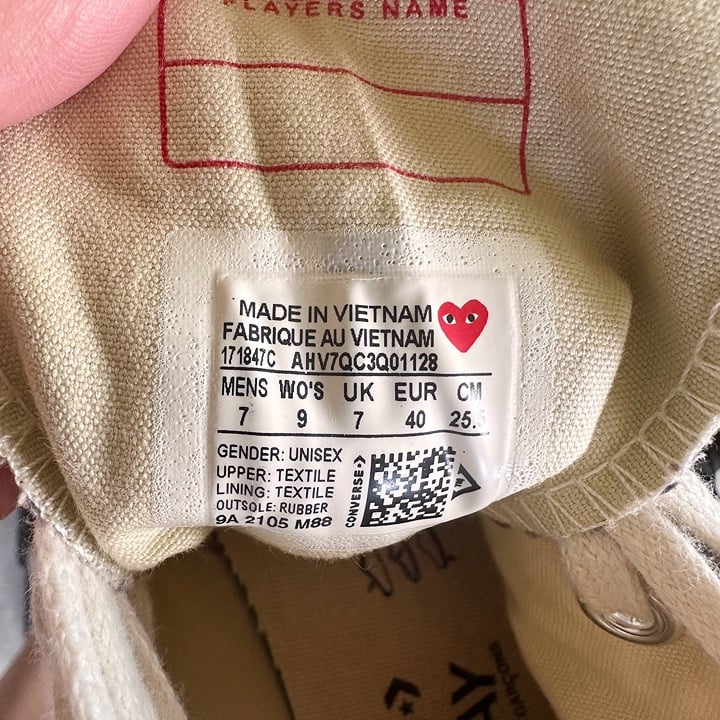 PLAYERS NAME
MADE IN VIETNAM
FABRIQUE AU VIETNAM
171847C AHV7QC3Q01128
MENS WO'S UK EUR CM
7 9 7 40 25.5
GENDER: UNISEX
UPPER: TEXTILE
LINING: TEXTILE
OUTSOLE: RUBBER
9A 2105 M88
CONVERSE
GARÇONS